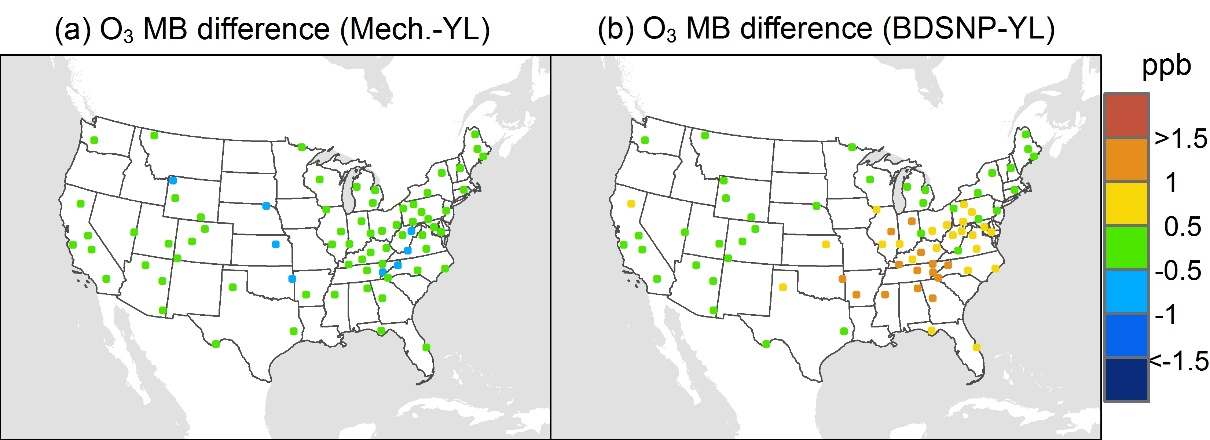 (a) O₃ MB difference (Mech.-YL)
(b) O₃ MB difference (BDSNP-YL)
ppb
>1.5
1
0.5
-0.5
-1
<-1.5